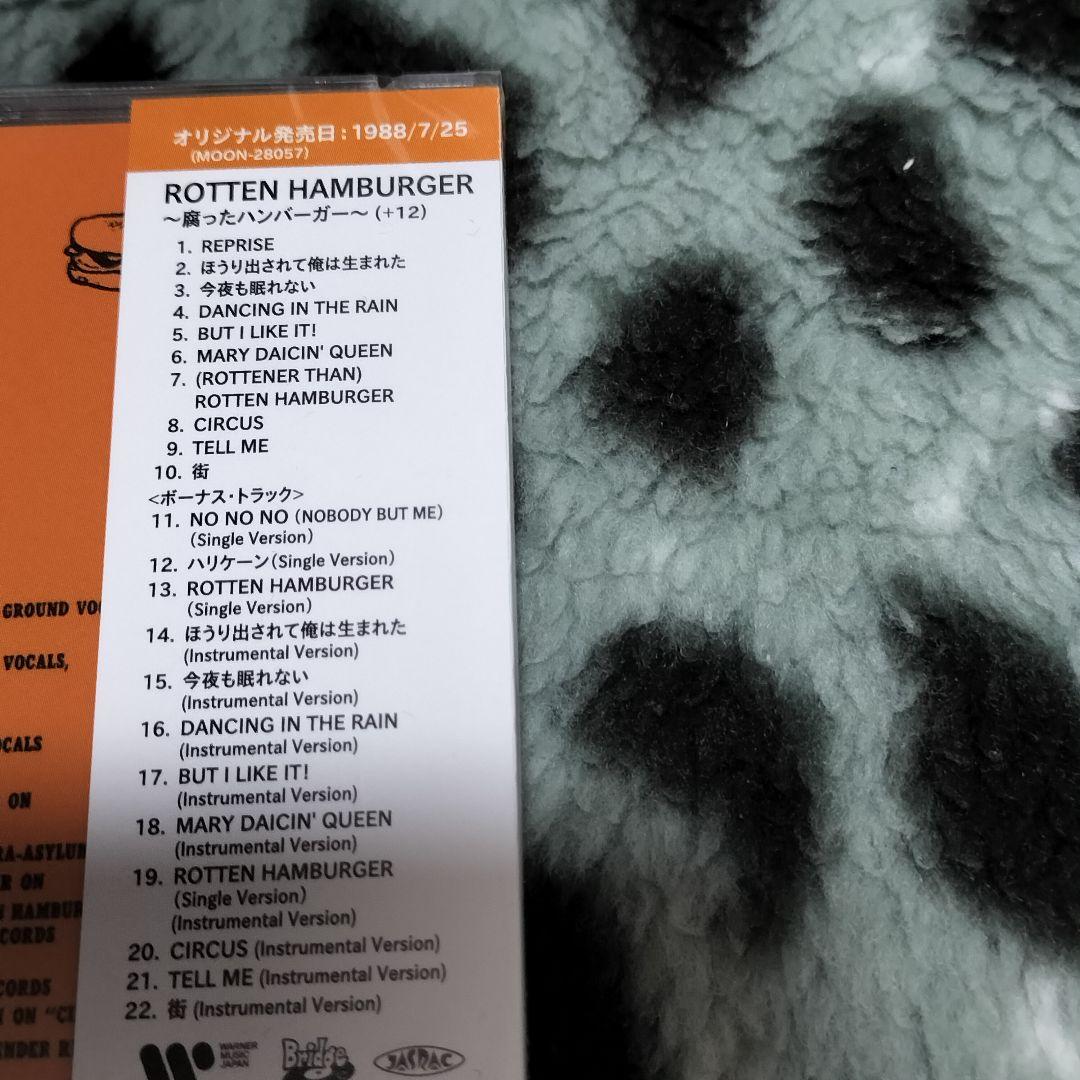 オリジナル発売日：1988/7/25
(MOON-28057)
ROTTEN HAMBURGER
～腐ったハンバーガー～ (+12)
1. REPRISE
2. ほうり出されて俺は生まれた
3. 今夜も眠れない
4. DANCING IN THE RAIN
5. BUT I LIKE IT!
6. MARY DAICIN' QUEEN
7. (ROTTENER THAN)
ROTTEN HAMBURGER
8. CIRCUS
9. TELL ME
10. 街
<ボーナス・トラック>
11. NO NO NO (NOBODY BUT ME)
(Single Version)
12. ハリケーン(Single Version)
13. ROTTEN HAMBURGER
(Single Version)
14. ほうり出されて俺は生まれた
(Instrumental Version)
15. 今夜も眠れない
(Instrumental Version)
16. DANCING IN THE RAIN
(Instrumental Version)
17. BUT I LIKE IT!
(Instrumental Version)
18. MARY DAICIN' QUEEN
(Instrumental Version)
19. ROTTEN HAMBURGER
(Single Version)
(Instrumental Version)
20. CIRCUS (Instrumental Version)
21. TELL ME (Instrumental Version)
22. 街 (Instrumental Version)
WARNER
MUSIC
JAPAN
Bridge
JASRAC
GROUND
VOCALS,
ON
ON